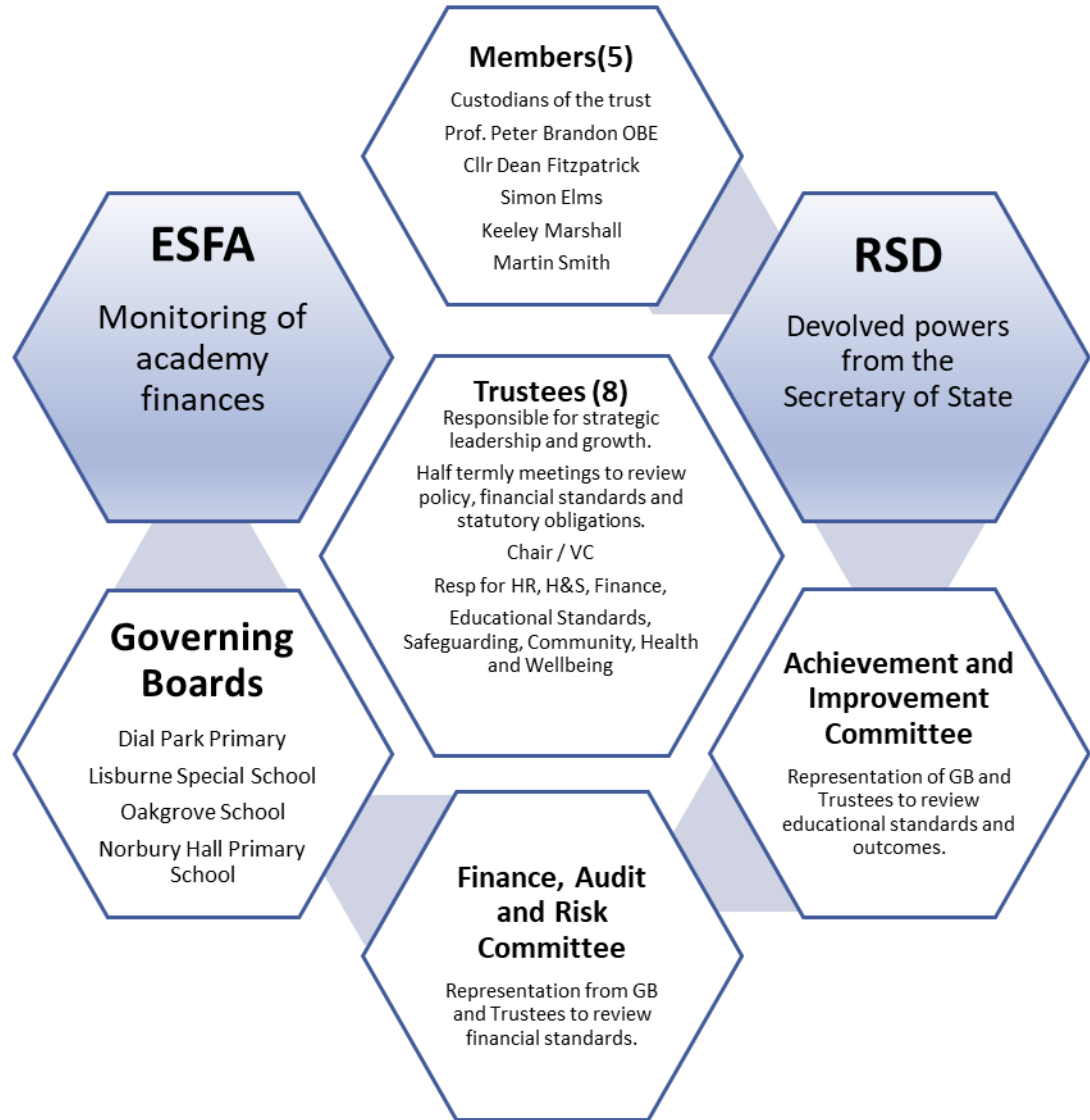 Members(5)
Custodians of the trust
Prof. Peter Brandon OBE
Cllr Dean Fitzpatrick
Simon Elms
Keeley Marshall
Martin Smith
ESFA
Monitoring of
academy
finances
RSD
Devolved powers
from the
Secretary of State
Trustees (8)
Responsible for strategic
leadership and growth.
Half termly meetings to review
policy, financial standards and
statutory obligations.
Chair / VC
Resp for HR, H&S, Finance,
Educational Standards,
Safeguarding, Community, Health
and Wellbeing
Governing
Boards
Dial Park Primary
Lisburne Special School
Oakgrove School
Norbury Hall Primary
School
Achievement and
Improvement
Committee
Representation of GB and
Trustees to review
educational standards and
outcomes.
Finance, Audit
and Risk
Committee
Representation from GB
and Trustees to review
financial standards.